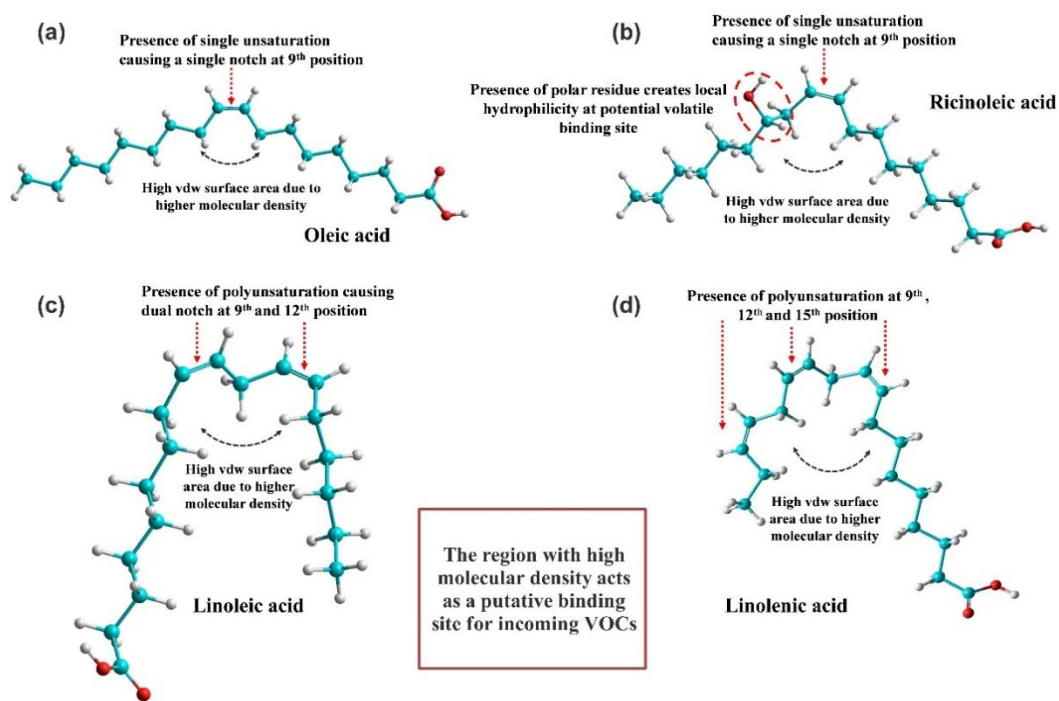 (a)
Presence of single unsaturation
causing a single notch at 9th position
High vdw surface area due to
higher molecular density
Oleic acid
(b)
Presence of single unsaturation
causing a single notch at 9th position
Presence of polar residue creates local
hydrophilicity at potential volatile
binding site
Ricinoleic acid
High vdw surface area due
to higher molecular density
(c)
Presence of polyunsaturation causing
dual notch at 9th and 12th position
High vdw surface
area due to higher
molecular density
Linoleic acid
(d)
Presence of polyunsaturation at 9th ,
12th and 15th position
High vdw surface
area due to higher
molecular density
Linolenic acid
The region with high
molecular density acts
as a putative binding
site for incoming VOCs